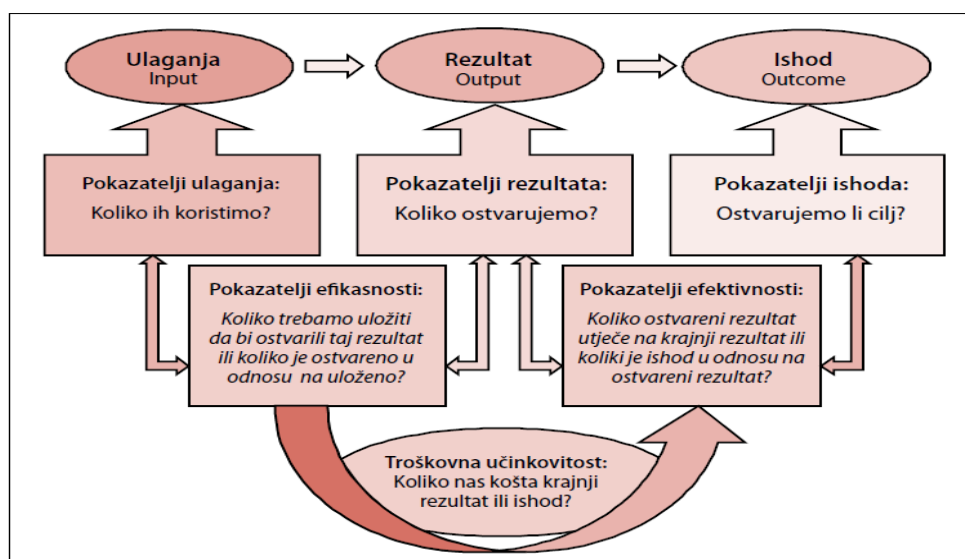 Ulaganja
Input
Rezultat
Output
Ishod
Outcome
Pokazatelji ulaganja:
Koliko ih koristimo?
Pokazatelji rezultata:
Koliko ostvarujemo?
Pokazatelji ishoda:
Ostvarujemo li cilj?
Pokazatelji efikasnosti:
Koliko trebamo uložiti
da bi ostvarili taj rezultat
ili koliko je ostvareno u
odnosu na uloženo?
Pokazatelji efektivnosti:
Koliko ostvareni rezultat
utječe na krajnji rezultat ili
koliki je ishod u odnosu na
ostvareni rezultat?
Troškovna učinkovitost:
Koliko nas košta krajnji
rezultat ili ishod?